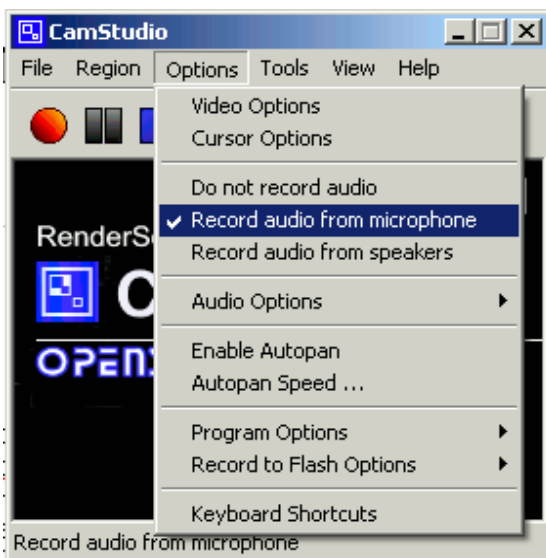 CamStudio
File Region Options Tools View Help
Video Options
Cursor Options
Do not record audio
Record audio from microphone
Record audio from speakers
Audio Options
Enable Autopan
Autopan Speed ...
Program Options
Record to Flash Options
Keyboard Shortcuts
RenderS
C
OPEN
Record audio from microphone